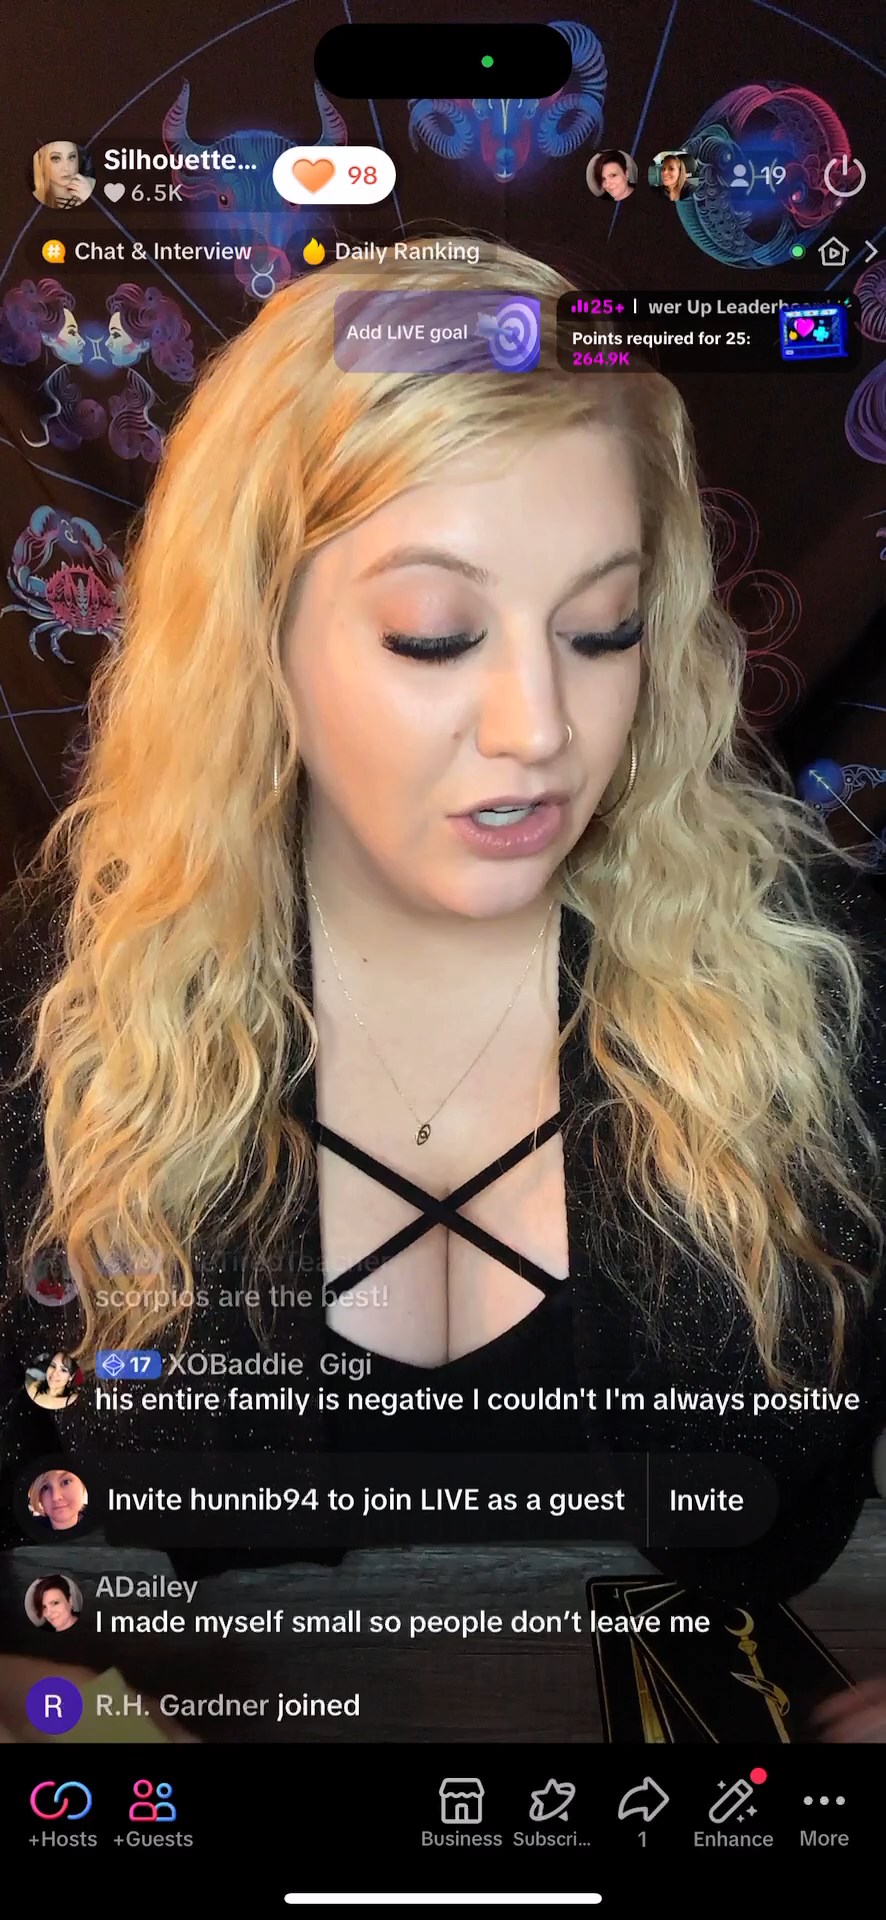 Silhouette...
98
6.5K
19
Chat & Interview
Daily Ranking
Add LIVE goal
25+ | wer Up Leaderb
Points required for 25:
264.9K
scorpios are the best!
17 XOBaddie Gigi
his entire family is negative I couldn't I'm always positive
Invite hunnib94 to join LIVE as a guest
Invite
ADailey
I made myself small so people don’t leave me
R
R.H. Gardner joined
+Hosts
+Guests
Business
Subscri...
1
Enhance
More